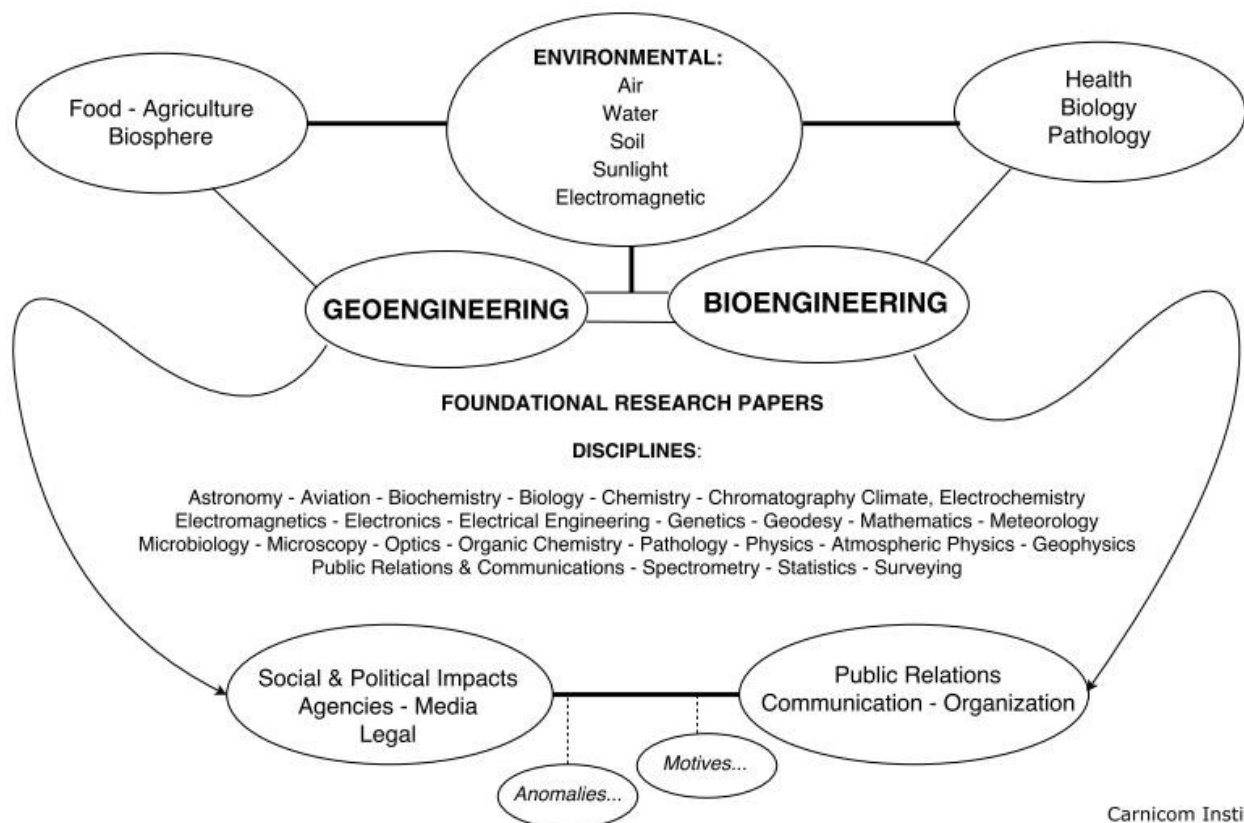 ENVIRONMENTAL:
Air
Water
Soil
Sunlight
Electromagnetic
Food - Agriculture
Biosphere
Health
Biology
Pathology
GEOENGINEERING
BIOENGINEERING
FOUNDATIONAL RESEARCH PAPERS
DISCIPLINES:
Astronomy - Aviation - Biochemistry - Biology - Chemistry - Chromatography Climate, Electrochemistry
Electromagnetics - Electronics - Electrical Engineering - Genetics - Geodesy - Mathematics - Meteorology
Microbiology - Microscopy - Optics - Organic Chemistry - Pathology - Physics - Atmospheric Physics - Geophysics
Public Relations & Communications - Spectrometry - Statistics - Surveying
Social & Political Impacts
Agencies - Media
Legal
Public Relations
Communication - Organization
Anomalies...
Motives...
Carnicom Insti